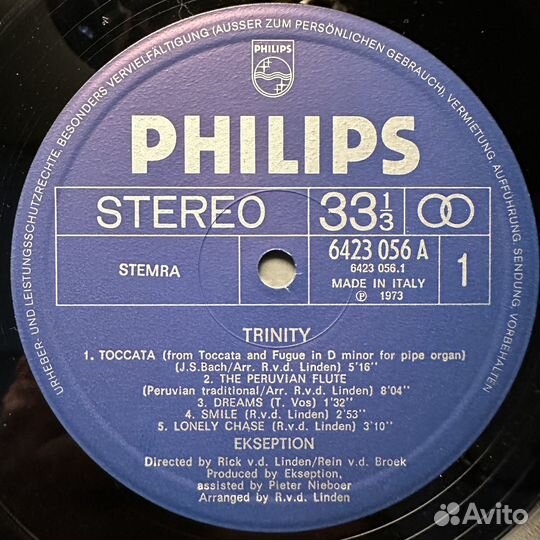 URHEBER- UND LEISTUNGSSCHUTZRECHTE, BESONDERS VERVIELFÄLTIGUNG (AUSSER ZUM PERSÖNLICHEN GEBRAUCH), VERMIETUNG, AUFFÜHRUNG, SENDUNG VORBEHALTEN
PHILIPS
PHILIPS
STEREO
33 1/3
STEMRA
6423 056 A
6423 056.1
MADE IN ITALY
Ⓟ 1973
1
TRINITY
1. TOCCATA (from Toccata and Fugue in D minor for pipe organ)
(J.S.Bach/Arr. R.v.d. Linden) 5'16''
2. THE PERUVIAN FLUTE
(Peruvian traditional/Arr. R.v.d. Linden) 8'04''
3. DREAMS (T. Vos) 1'32''
4. SMILE (R.v.d. Linden) 2'53''
5. LONELY CHASE (R.v.d. Linden) 3'10''
EKSEPTION
Directed by Rick v.d. Linden/Rein v.d. Broek
Produced by Ekseption,
assisted by Pieter Nieboer
Arranged by R.v.d. Linden
Avito